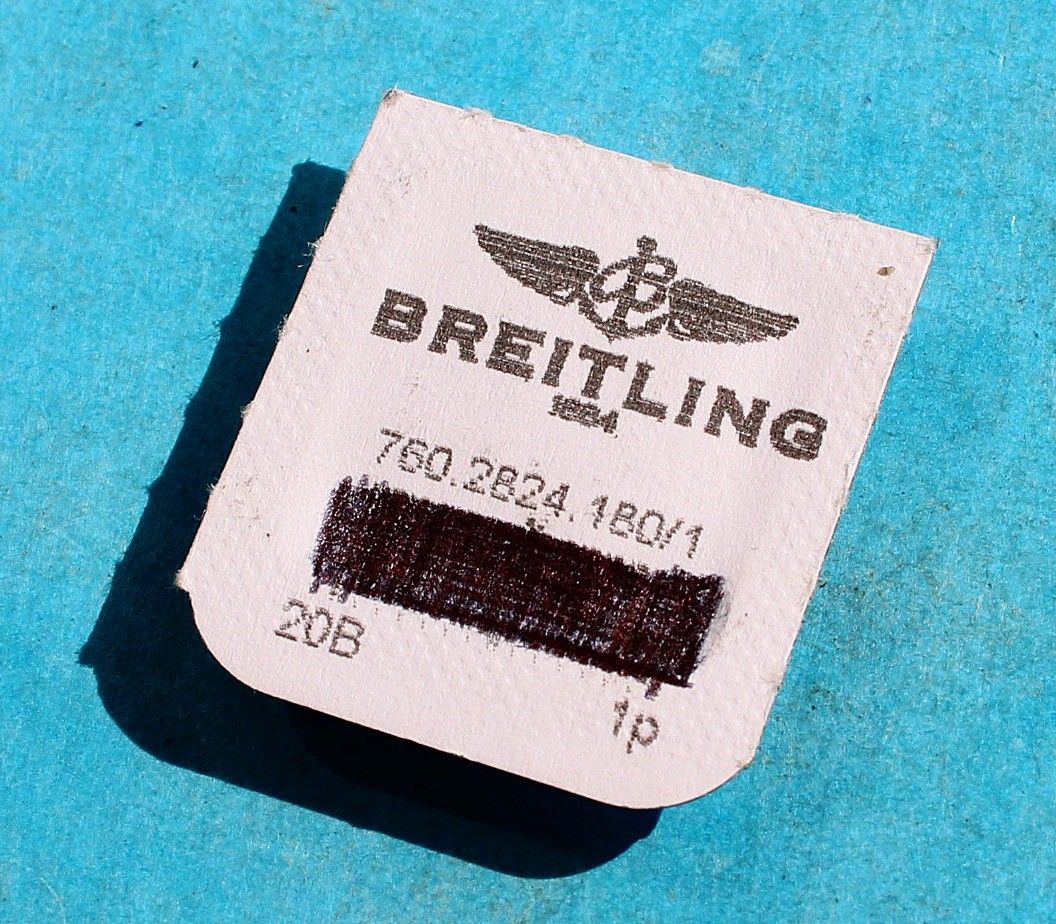 B
BREITLING
1884
760.2824.180/1
20B
1p